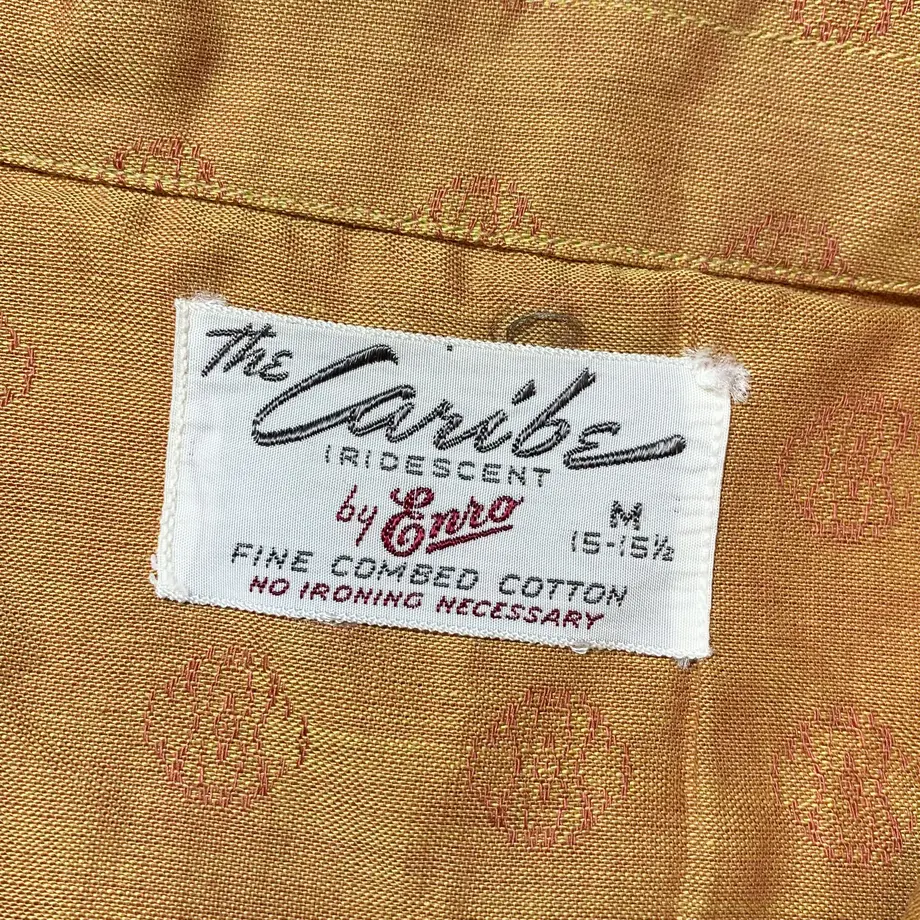 The Caribe
IRIDESCENT
by Enro
M
15-15½
FINE COMBED COTTON
NO IRONING NECESSARY